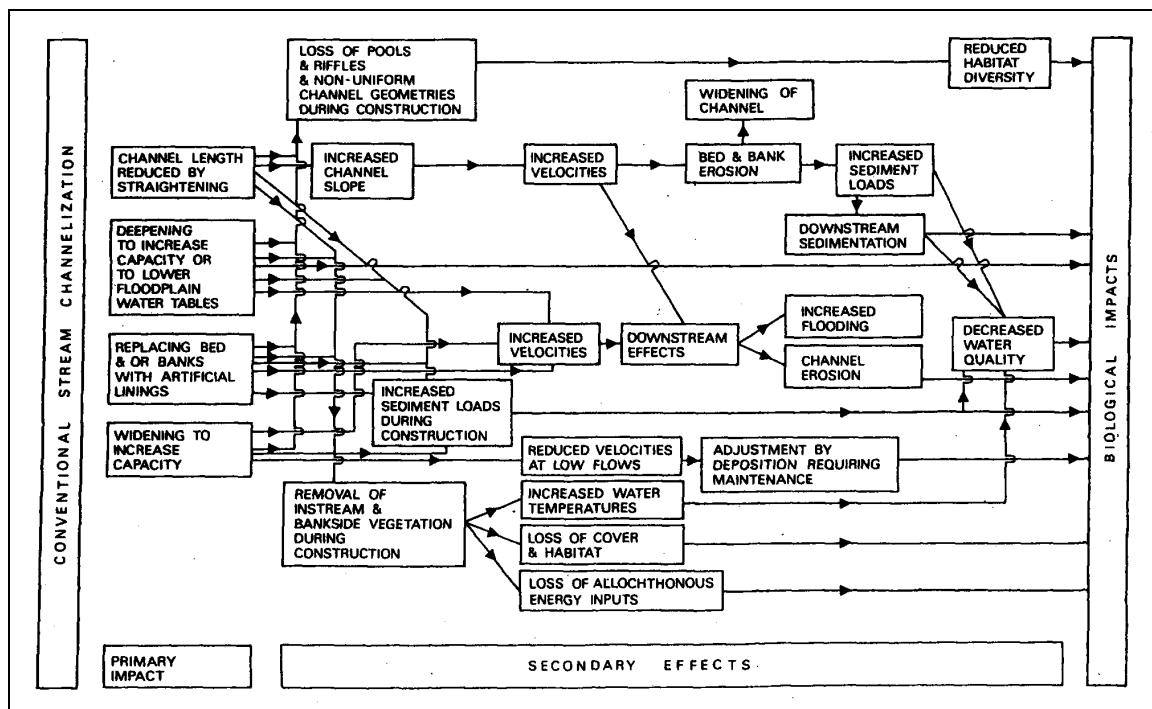 CONVENTIONAL STREAM CHANNELIZATION
CHANNEL LENGTH
REDUCED BY
STRAIGHTENING
DEEPENING
TO INCREASE
CAPACITY OR
TO LOWER
FLOODPLAIN
WATER TABLES
REPLACING BED
& OR BANKS
WITH ARTIFICIAL
LININGS
WIDENING TO
INCREASE
CAPACITY
PRIMARY
IMPACT
LOSS OF POOLS
& RIFFLES
& NON-UNIFORM
CHANNEL GEOMETRIES
DURING CONSTRUCTION
REDUCED
HABITAT
DIVERSITY
WIDENING OF
CHANNEL
INCREASED
CHANNEL
SLOPE
INCREASED
VELOCITIES
BED & BANK
EROSION
INCREASED
SEDIMENT
LOADS
DOWNSTREAM
SEDIMENTATION
INCREASED
VELOCITIES
DOWNSTREAM
EFFECTS
INCREASED
FLOODING
CHANNEL
EROSION
DECREASED
WATER
QUALITY
INCREASED
SEDIMENT LOADS
DURING
CONSTRUCTION
REDUCED VELOCITIES
AT LOW FLOWS
ADJUSTMENT BY
DEPOSITION REQUIRING
MAINTENANCE
REMOVAL OF
INSTREAM &
BANKSIDE VEGETATION
DURING
CONSTRUCTION
INCREASED WATER
TEMPERATURES
LOSS OF COVER
& HABITAT
LOSS OF ALLOCHTHONOUS
ENERGY INPUTS
SECONDARY EFFECTS
BIOLOGICAL IMPACTS